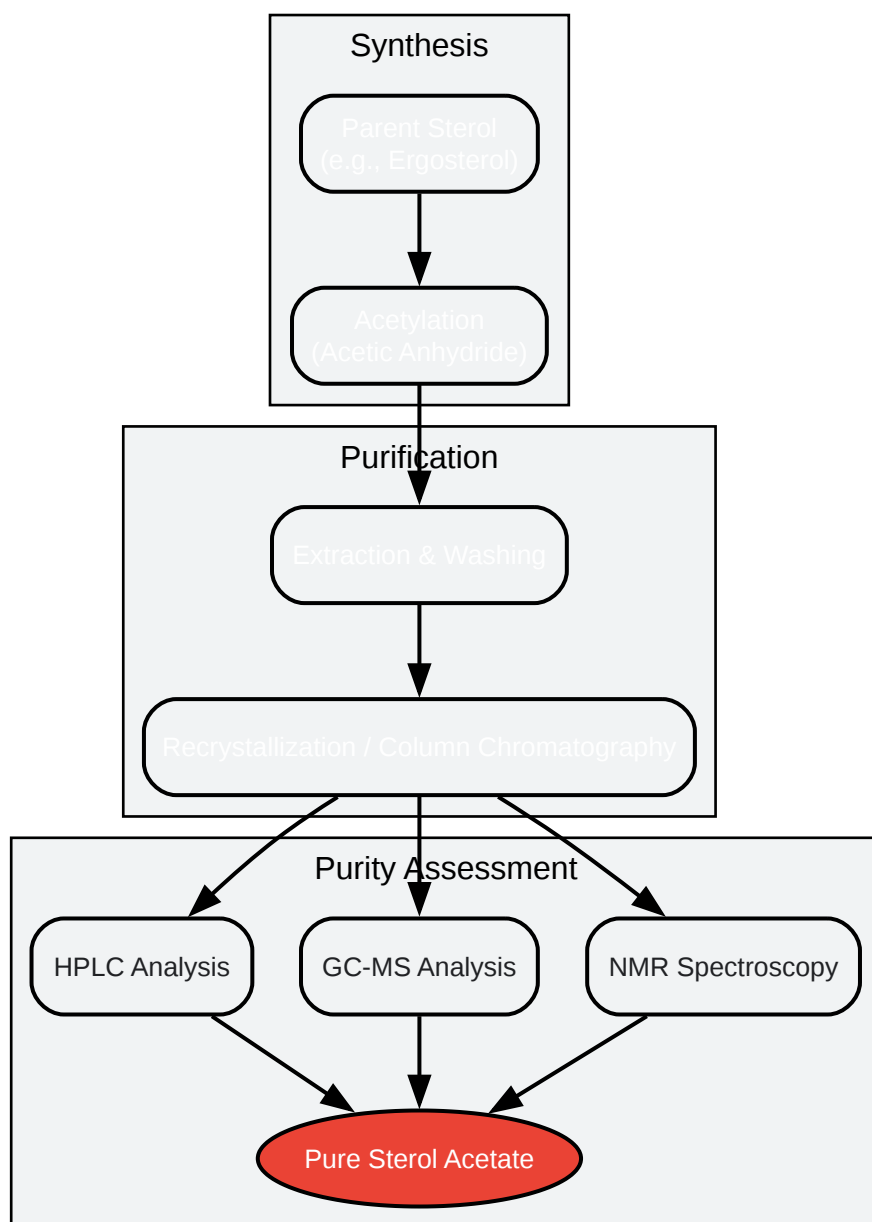 Synthesis
Parent Sterol
(e.g., Ergosterol)
Acetylation
(Acetic Anhydride)
Purification
Extraction & Washing
Recrystallization / Column Chromatography
Purity Assessment
HPLC Analysis
GC-MS Analysis
NMR Spectroscopy
Pure Sterol Acetate